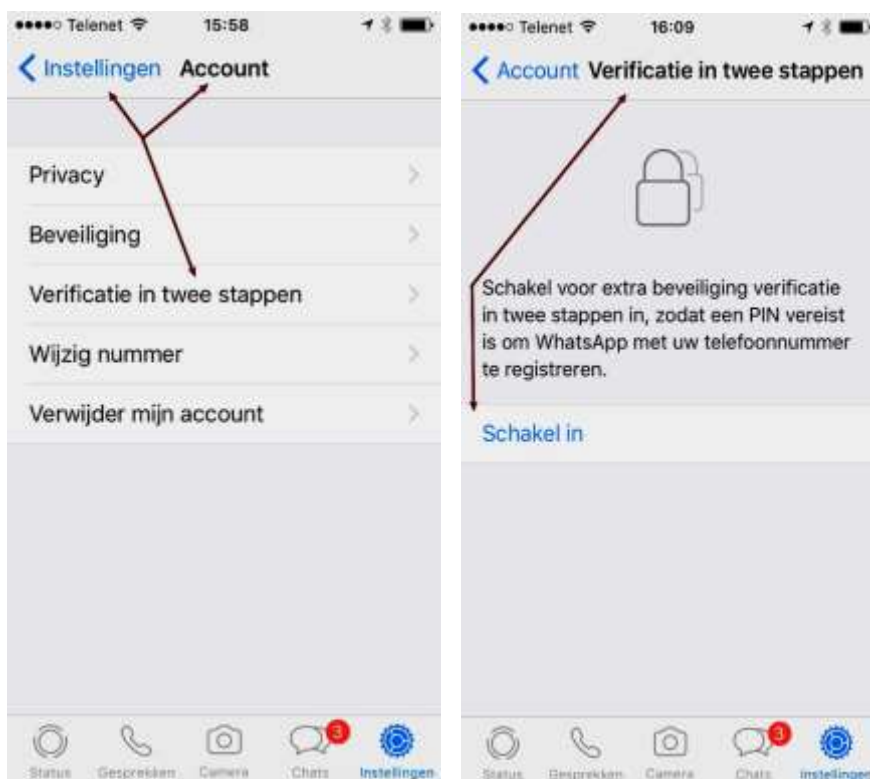 Telenet 15:58
Instellingen Account
Privacy
Beveiliging
Verificatie in twee stappen
Wijzig nummer
Verwijder mijn account
Status Gesprekken Camera Chats 3 Instellingen
Telenet 16:09
Account Verificatie in twee stappen
Schakel voor extra beveiliging verificatie
in twee stappen in, zodat een PIN vereist
is om WhatsApp met uw telefoonnummer
te registreren.
Schakel in
Status Gesprekken Camera Chats 3 Instellingen